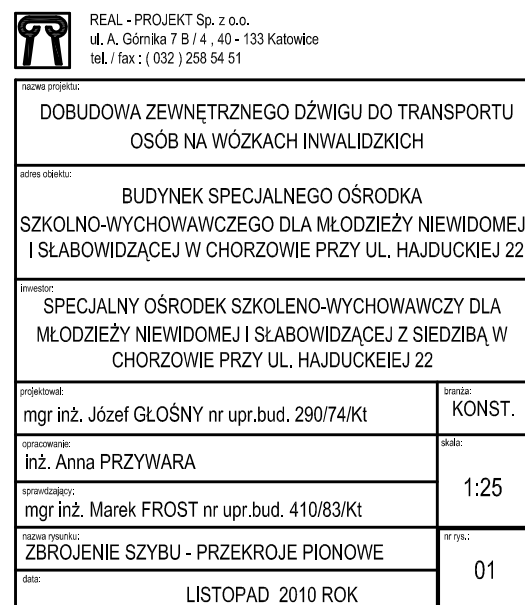 REAL - PROJEKT Sp. z o.o.
ul. A. Górnika 7 B / 4 , 40 - 133 Katowice
tel. / fax : ( 032 ) 258 54 51
nazwa projektu:
DOBUDOWA ZEWNĘTRZNEGO DŹWIGU DO TRANSPORTU
OSÓB NA WÓZKACH INWALIDZKICH
adres obiektu:
BUDYNEK SPECJALNEGO OŚRODKA
SZKOLNO-WYCHOWAWCZEGO DLA MŁODZIEŻY NIEWIDOMEJ
I SŁABOWIDZĄCEJ W CHORZOWIE PRZY UL. HAJDUCKIEJ 22
inwestor:
SPECJALNY OŚRODEK SZKOLENO-WYCHOWAWCZY DLA
MŁODZIEŻY NIEWIDOMEJ I SŁABOWIDZĄCEJ Z SIEDZIBĄ W
CHORZOWIE PRZY UL. HAJDUCKEIEJ 22
projektował:
mgr inż. Józef GŁOŚNY nr upr.bud. 290/74/Kt
branża:
KONST.
opracowanie:
inż. Anna PRZYWARA
skala:
1:25
sprawdzający:
mgr inż. Marek FROST nr upr.bud. 410/83/Kt
nazwa rysunku:
ZBROJENIE SZYBU - PRZEKROJE PIONOWE
nr rys.:
01
data:
LISTOPAD 2010 ROK